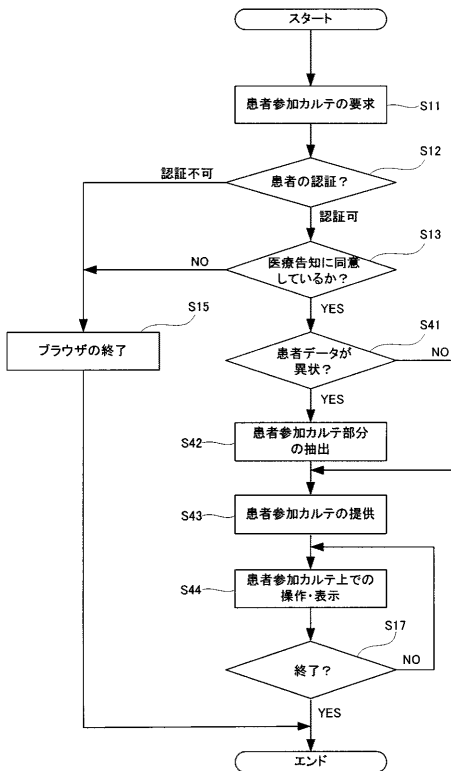 スタート
患者参加カルテの要求
S11
患者の認証?
S12
認証不可
認証可
医療告知に同意
しているか?
S13
NO
YES
S15
ブラウザの終了
患者データが
異状?
S41
NO
YES
患者参加カルテ部分
の抽出
S42
患者参加カルテの提供
S43
患者参加カルテ上での
操作・表示
S44
終了?
S17
NO
YES
エンド